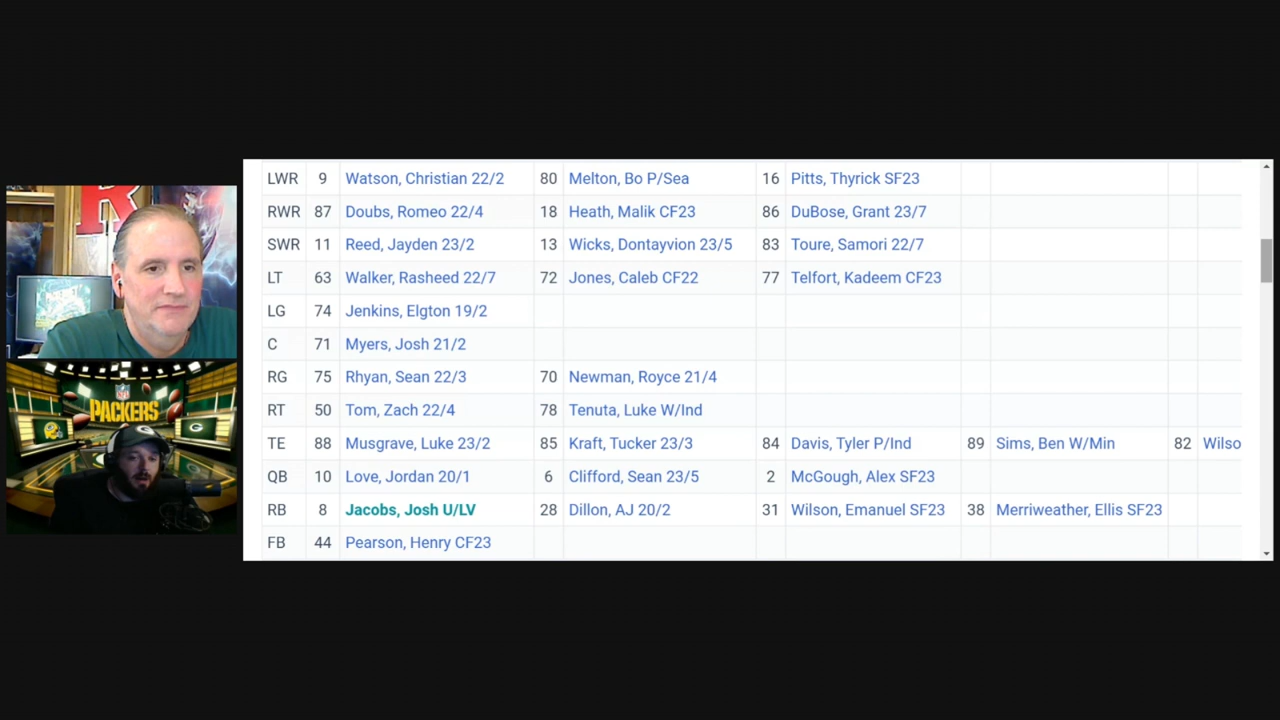 LWR 9 Watson, Christian 22/2 80 Melton, Bo P/Sea 16 Pitts, Thyrick SF23
RWR 87 Doubs, Romeo 22/4 18 Heath, Malik CF23 86 DuBose, Grant 23/7
SWR 11 Reed, Jayden 23/2 13 Wicks, Dontayvion 23/5 83 Toure, Samori 22/7
LT 63 Walker, Rasheed 22/7 72 Jones, Caleb CF22 77 Telfort, Kadeem CF23
LG 74 Jenkins, Elgton 19/2
C 71 Myers, Josh 21/2
RG 75 Rhyan, Sean 22/3 70 Newman, Royce 21/4
RT 50 Tom, Zach 22/4 78 Tenuta, Luke W/Ind
TE 88 Musgrave, Luke 23/2 85 Kraft, Tucker 23/3 84 Davis, Tyler P/Ind 89 Sims, Ben W/Min 82 Wilso
QB 10 Love, Jordan 20/1 6 Clifford, Sean 23/5 2 McGough, Alex SF23
RB 8 Jacobs, Josh U/LV 28 Dillon, AJ 20/2 31 Wilson, Emanuel SF23 38 Merriweather, Ellis SF23
FB 44 Pearson, Henry CF23
R
NFL
PACKERS
G
G